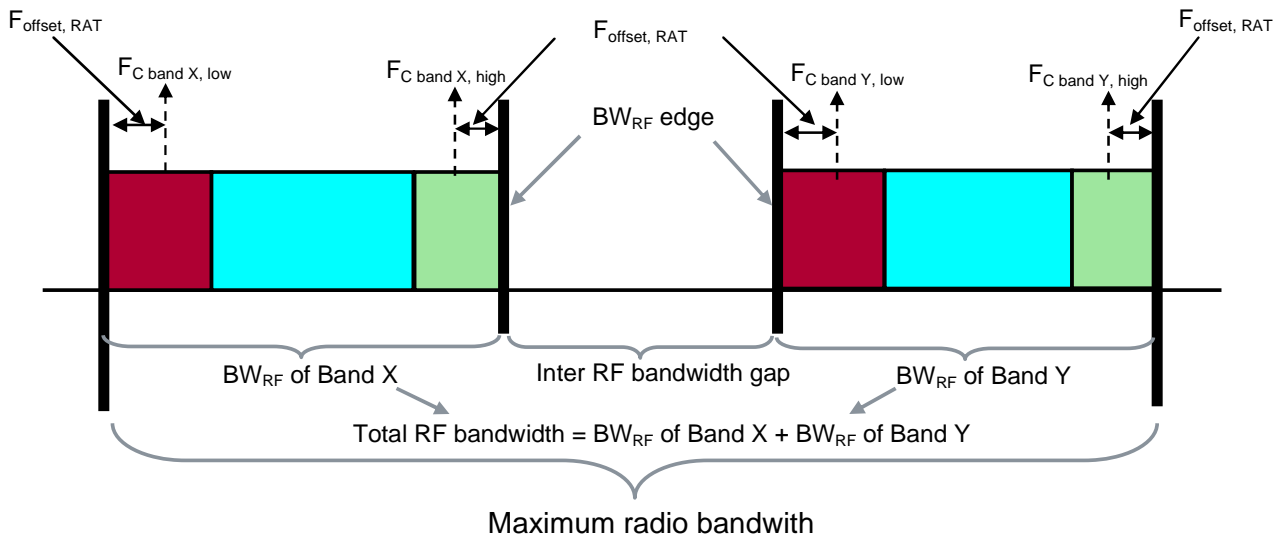 F_offset, RAT
F_offset, RAT
F_offset, RAT
F_C band X, low
F_C band X, high
F_C band Y, low
F_C band Y, high
BW_RF edge
BW_RF of Band X
Inter RF bandwidth gap
BW_RF of Band Y
Total RF bandwidth = BW_RF of Band X + BW_RF of Band Y
Maximum radio bandwith